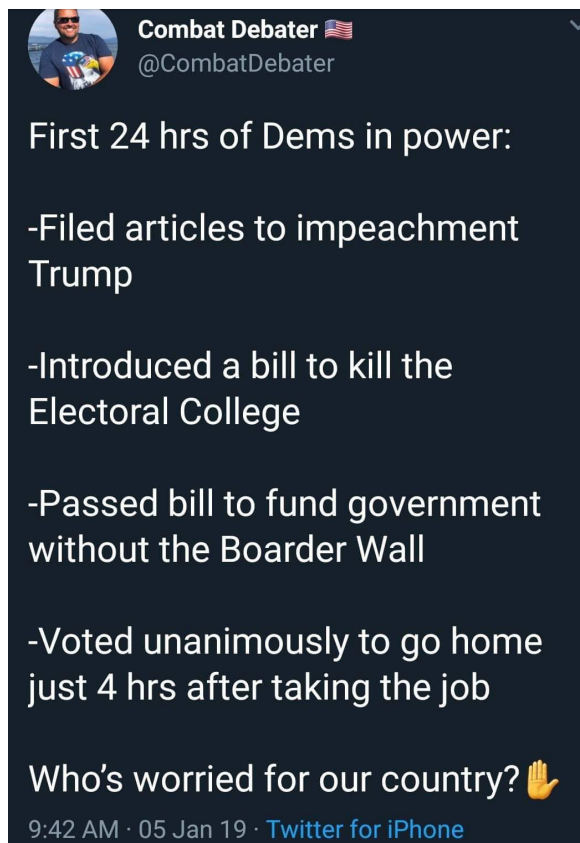 Combat Debater 🇺🇸
@CombatDebater
First 24 hrs of Dems in power:
-Filed articles to impeachment
Trump
-Introduced a bill to kill the
Electoral College
-Passed bill to fund government
without the Boarder Wall
-Voted unanimously to go home
just 4 hrs after taking the job
Who’s worried for our country?✋
9:42 AM · 05 Jan 19 · Twitter for iPhone